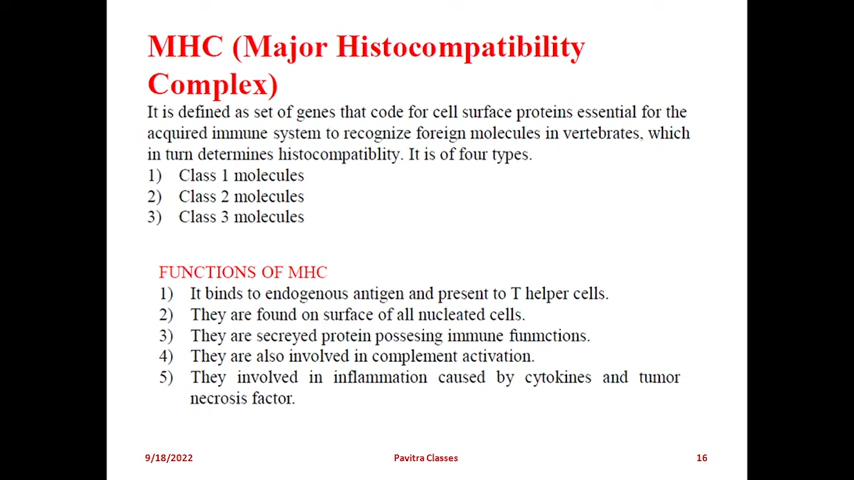 MHC (Major Histocompatibility
Complex)
It is defined as set of genes that code for cell surface proteins essential for the
acquired immune system to recognize foreign molecules in vertebrates, which
in turn determines histocompatiblity. It is of four types.
1) Class 1 molecules
2) Class 2 molecules
3) Class 3 molecules
FUNCTIONS OF MHC
1) It binds to endogenous antigen and present to T helper cells.
2) They are found on surface of all nucleated cells.
3) They are secreyed protein possesing immune funmctions.
4) They are also involved in complement activation.
5) They involved in inflammation caused by cytokines and tumor
necrosis factor.
9/18/2022 Pavitra Classes 16